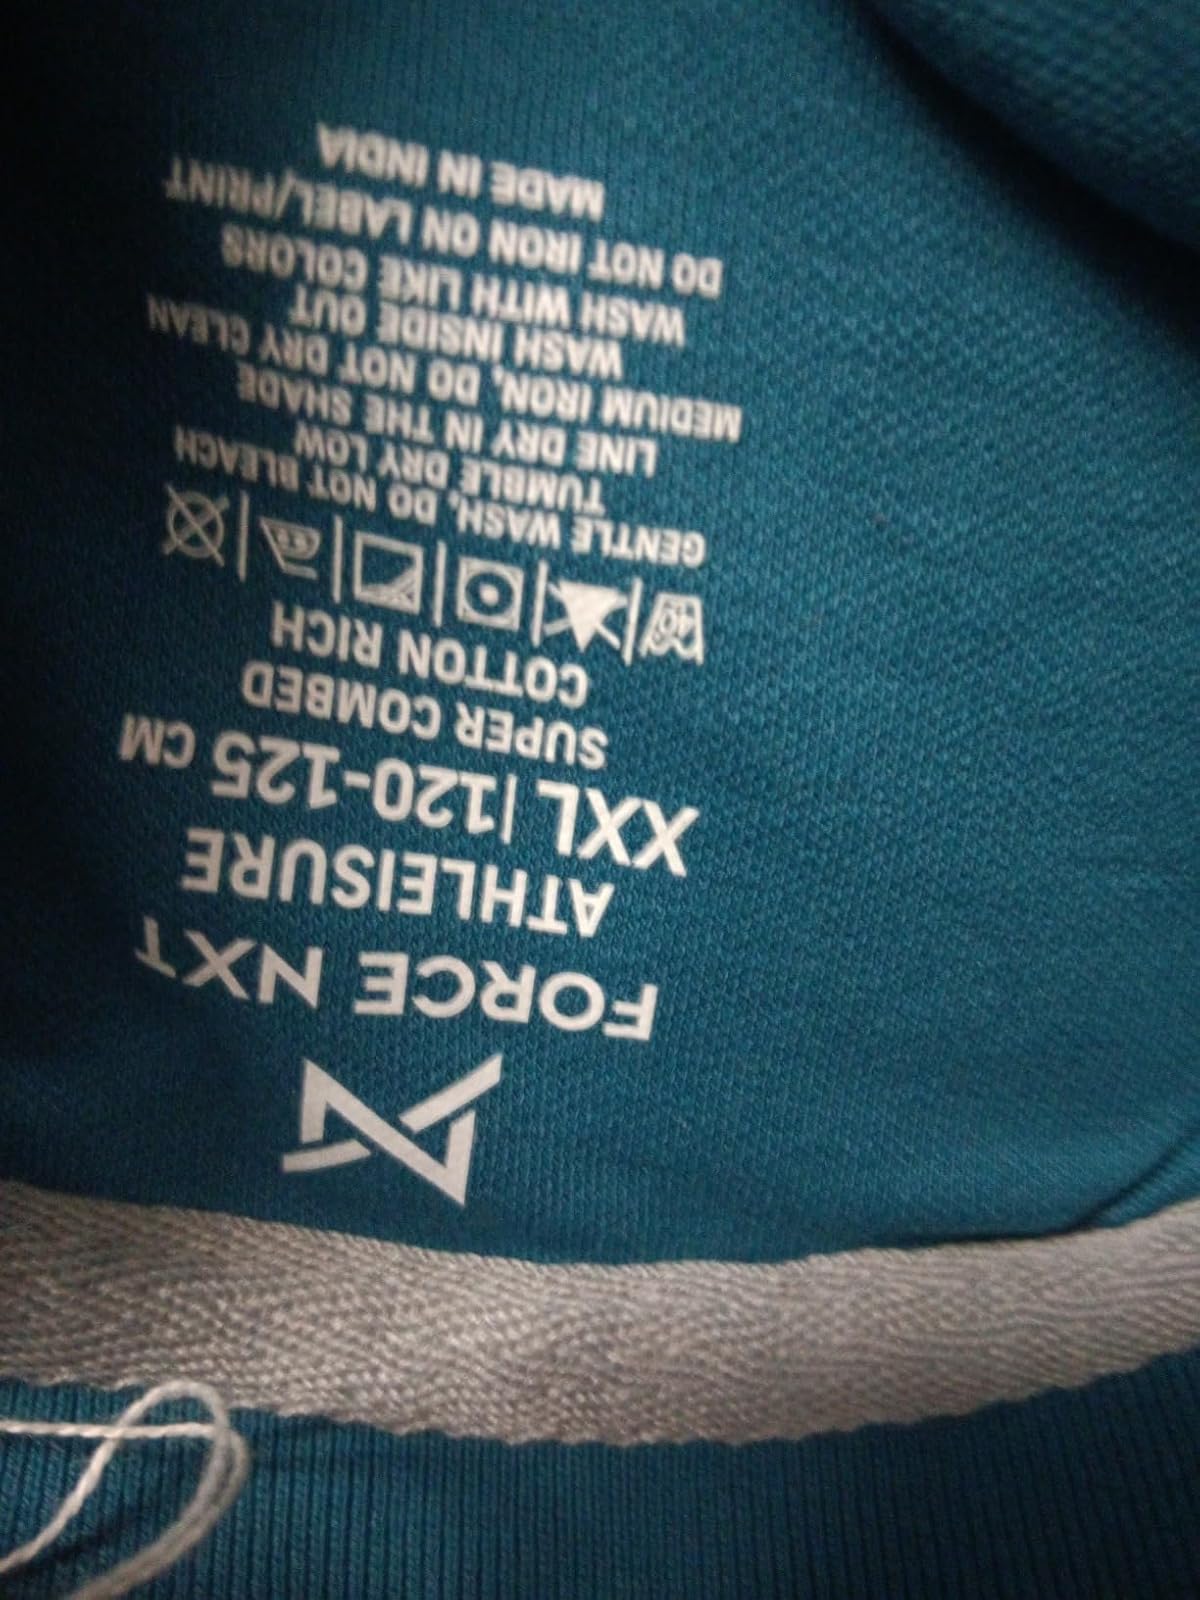 FORCE NXT
ATHLEISURE
XXL | 120-125 CM
SUPER COMBED
COTTON RICH
40°
GENTLE WASH, DO NOT BLEACH
TUMBLE DRY LOW
LINE DRY IN THE SHADE
MEDIUM IRON, DO NOT DRY CLEAN
WASH INSIDE OUT
WASH WITH LIKE COLORS
DO NOT IRON ON LABEL/PRINT
MADE IN INDIA